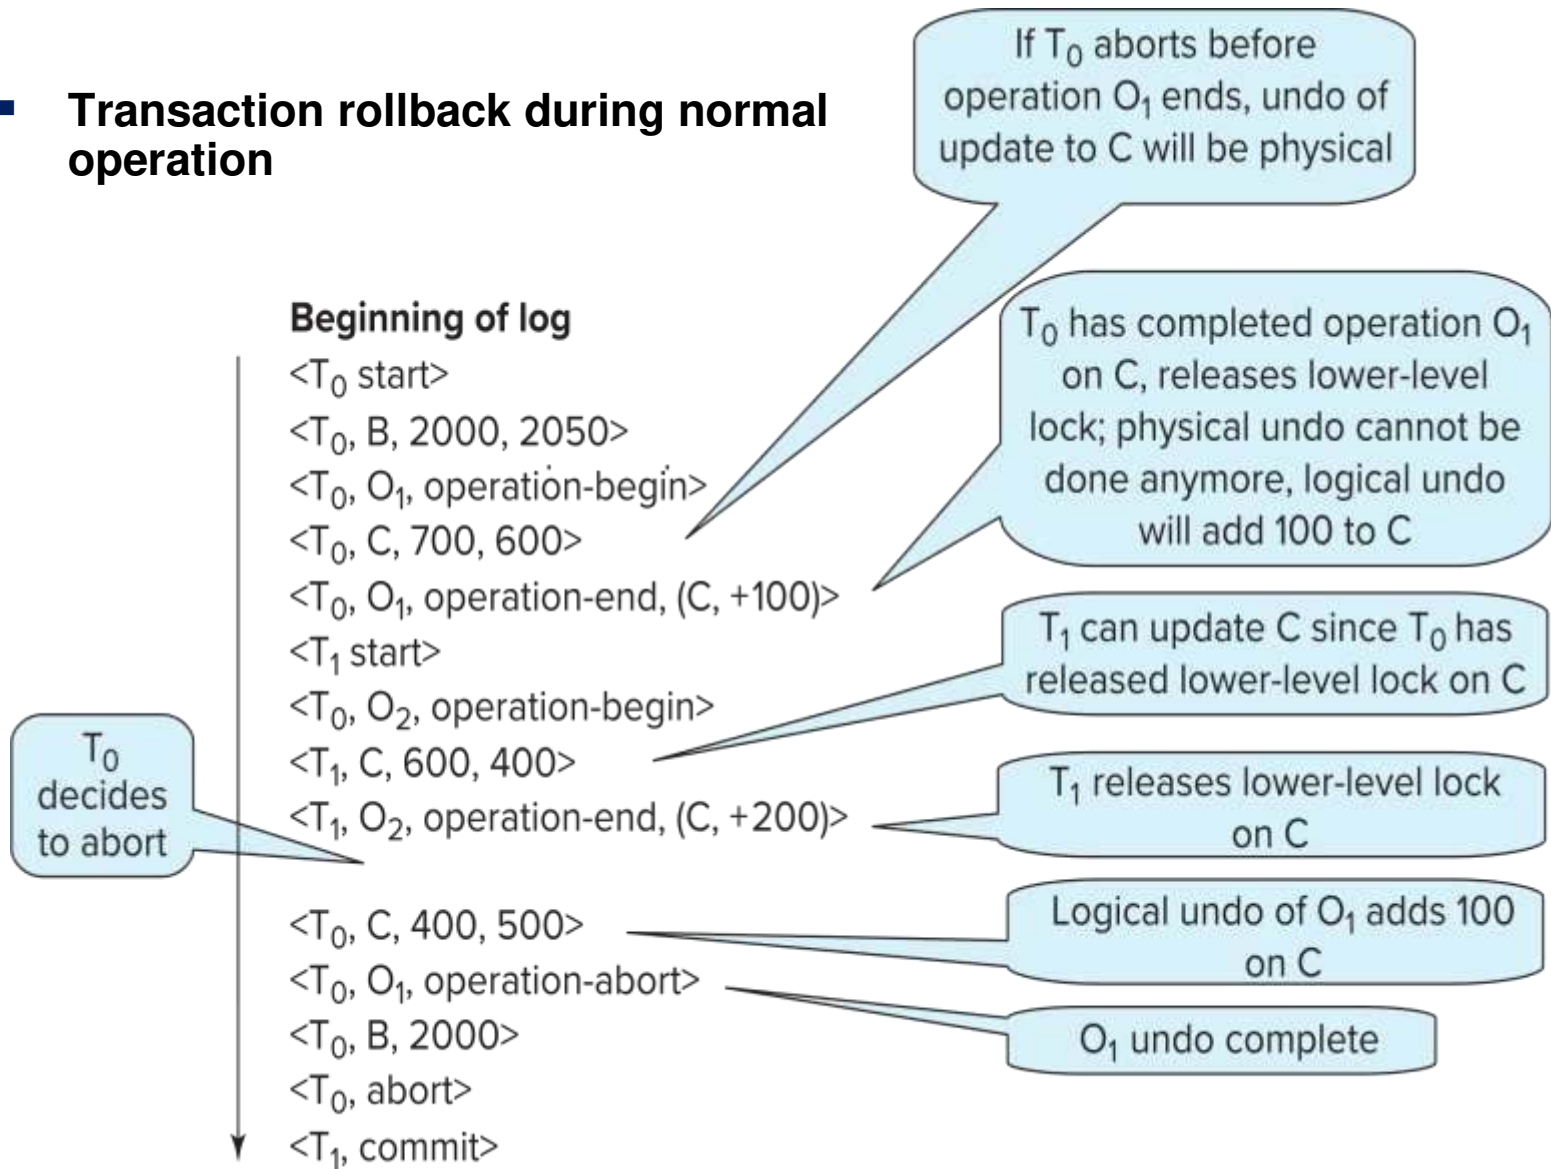 ▪ Transaction rollback during normal
operation
If T₀ aborts before
operation O₁ ends, undo of
update to C will be physical
Beginning of log
<T₀ start>
<T₀, B, 2000, 2050>
<T₀, O₁, operation-begin>
<T₀, C, 700, 600>
<T₀, O₁, operation-end, (C, +100)>
<T₁ start>
<T₀, O₂, operation-begin>
<T₁, C, 600, 400>
<T₁, O₂, operation-end, (C, +200)>
<T₀, C, 400, 500>
<T₀, O₁, operation-abort>
<T₀, B, 2000>
<T₀, abort>
<T₁, commit>
T₀ has completed operation O₁
on C, releases lower-level
lock; physical undo cannot be
done anymore, logical undo
will add 100 to C
T₁ can update C since T₀ has
released lower-level lock on C
T₀
decides
to abort
T₁ releases lower-level lock
on C
Logical undo of O₁ adds 100
on C
O₁ undo complete